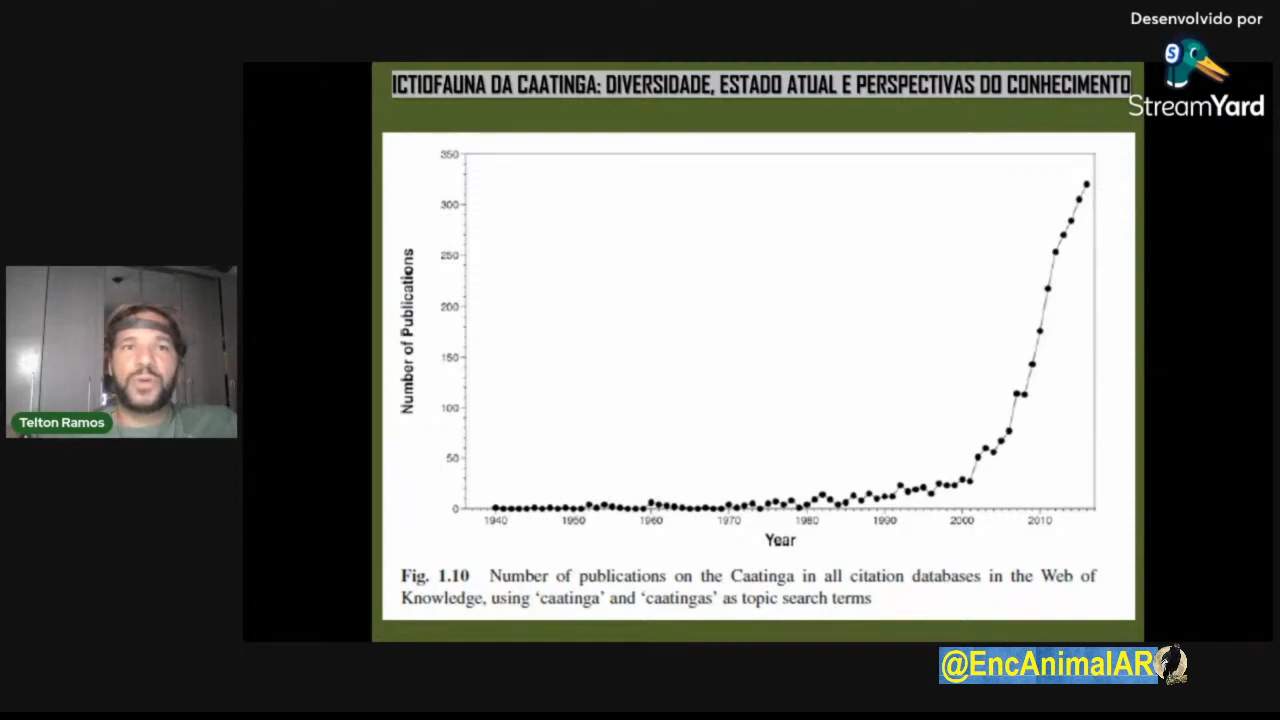 Desenvolvido por
S
StreamYard
ICTIOFAUNA DA CAATINGA: DIVERSIDADE, ESTADO ATUAL E PERSPECTIVAS DO CONHECIMENTO
350
300
250
200
150
100
50
0
Number of Publications
1940 1950 1960 1970 1980 1990 2000 2010
Year
Fig. 1.10 Number of publications on the Caatinga in all citation databases in the Web of
Knowledge, using ‘caatinga’ and ‘caatingas’ as topic search terms
Telton Ramos
@EncAnimalAR